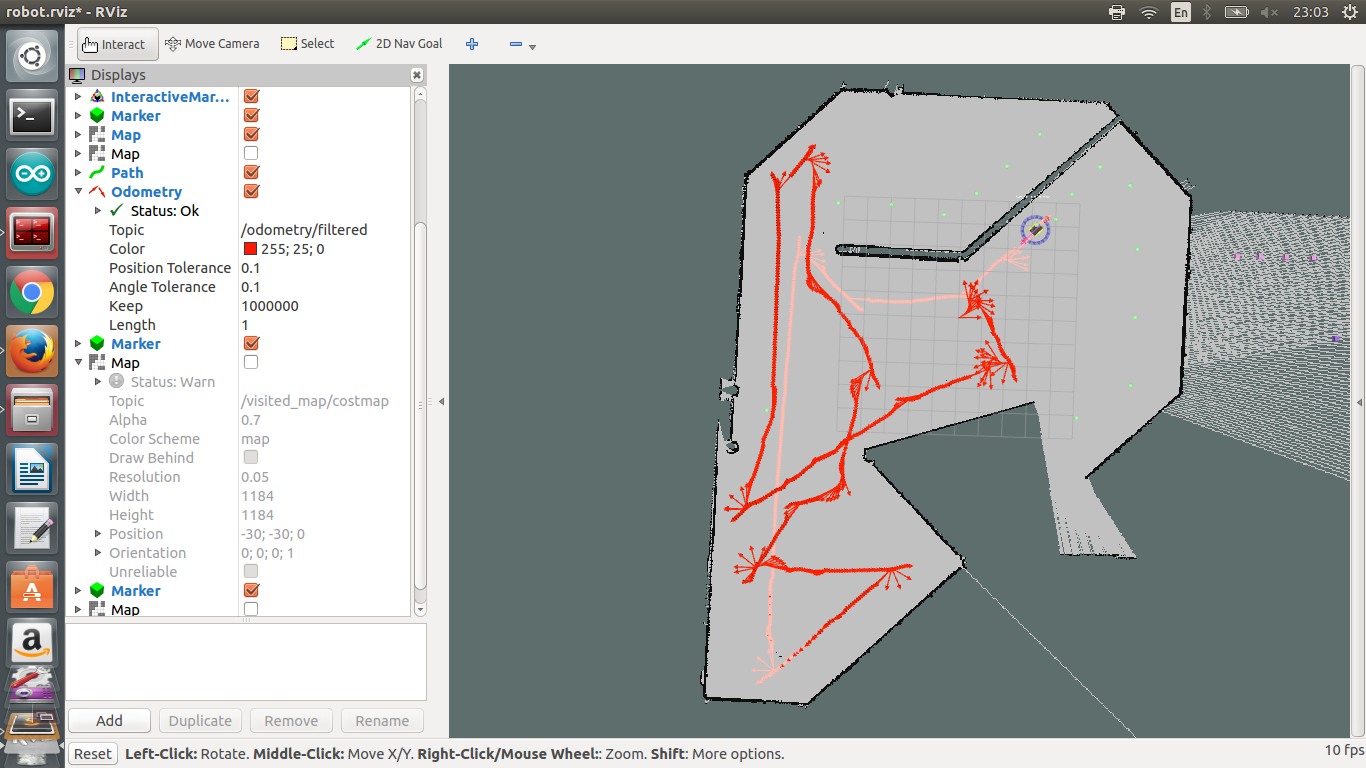 robot.rviz* - RViz
En
23:03
Interact
Move Camera
Select
2D Nav Goal
Displays
InteractiveMar...
Marker
Map
Map
Path
Odometry
Status: Ok
Topic /odometry/filtered
Color 255; 25; 0
Position Tolerance 0.1
Angle Tolerance 0.1
Keep 1000000
Length 1
Marker
Map
Status: Warn
Topic /visited_map/costmap
Alpha 0.7
Color Scheme map
Draw Behind
Resolution 0.05
Width 1184
Height 1184
Position -30; -30; 0
Orientation 0; 0; 0; 1
Unreliable
Marker
Map
Add
Duplicate
Remove
Rename
Reset
Left-Click: Rotate. Middle-Click: Move X/Y. Right-Click/Mouse Wheel:: Zoom. Shift: More options.
10 fps